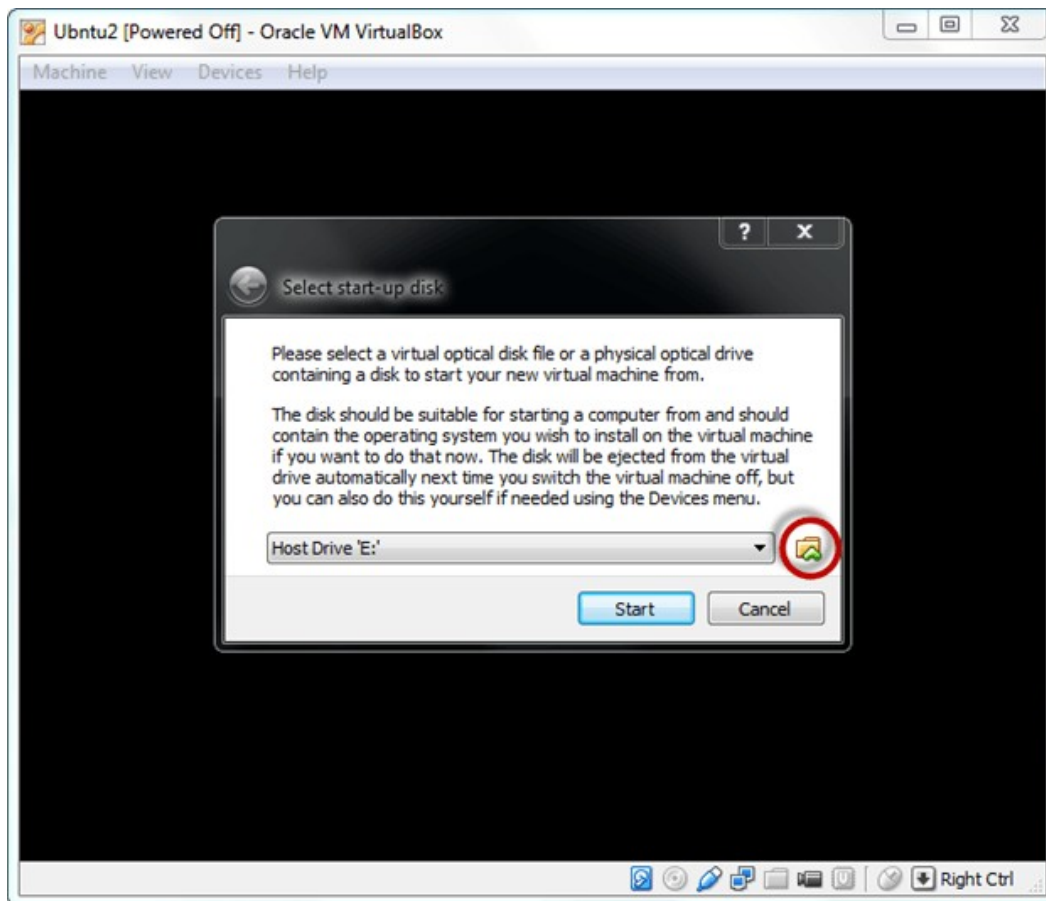 Ubntu2 [Powered Off] - Oracle VM VirtualBox
Machine View Devices Help
?
Select start-up disk
Please select a virtual optical disk file or a physical optical drive
containing a disk to start your new virtual machine from.
The disk should be suitable for starting a computer from and should
contain the operating system you wish to install on the virtual machine
if you want to do that now. The disk will be ejected from the virtual
drive automatically next time you switch the virtual machine off, but
you can also do this yourself if needed using the Devices menu.
Host Drive 'E:'
Start Cancel
Right Ctrl